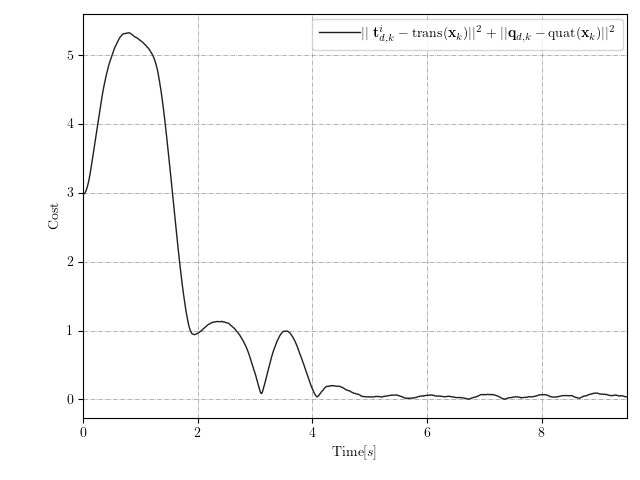 || t^i_{d,k} − trans(x_k)||² + ||q_{d,k} − quat(x_k)||²
5
4
3
2
1
0
Cost
0 2 4 6 8
Time[s]